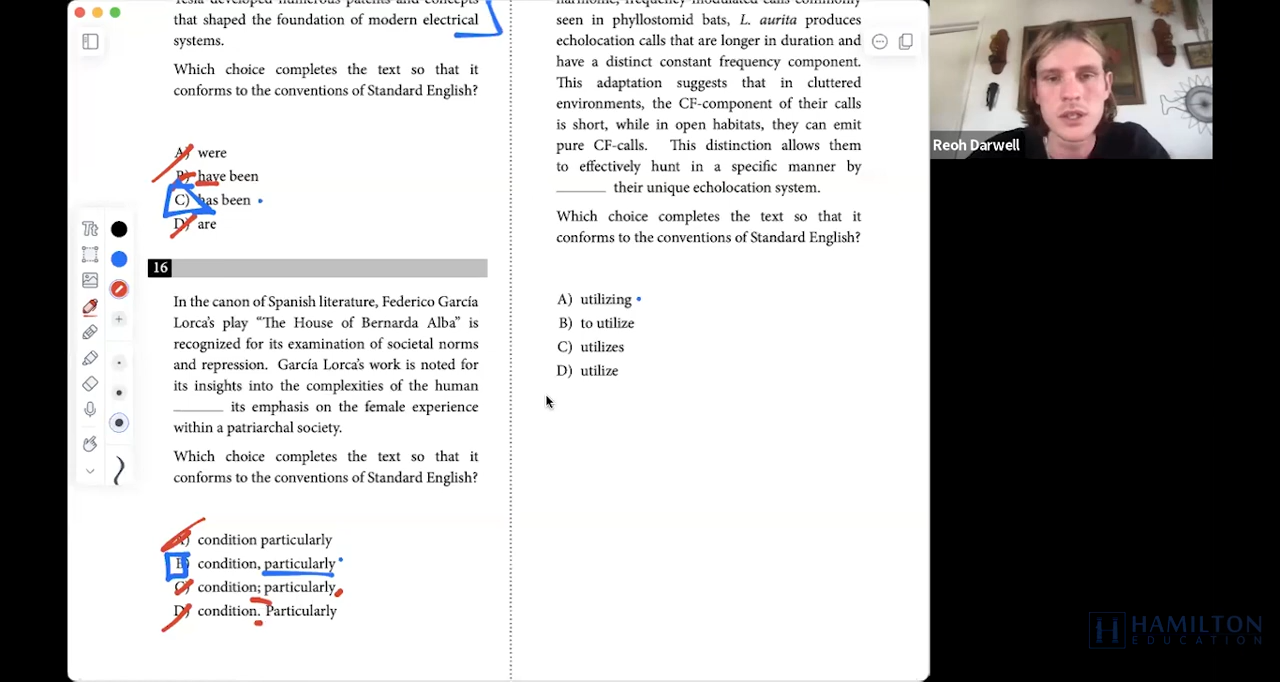 Tesla developed numerous patents and concepts
that shaped the foundation of modern electrical
systems.
Which choice completes the text so that it
conforms to the conventions of Standard English?
A) were
B) have been
C) has been
D) are
16
In the canon of Spanish literature, Federico García
Lorca's play “The House of Bernarda Alba” is
recognized for its examination of societal norms
and repression. García Lorca's work is noted for
its insights into the complexities of the human
______ its emphasis on the female experience
within a patriarchal society.
Which choice completes the text so that it
conforms to the conventions of Standard English?
A) condition particularly
B) condition, particularly
C) condition; particularly,
D) condition. Particularly
harmonic, frequency-modulated calls commonly
seen in phyllostomid bats, L. aurita produces
echolocation calls that are longer in duration and
have a distinct constant frequency component.
This adaptation suggests that in cluttered
environments, the CF-component of their calls
is short, while in open habitats, they can emit
pure CF-calls. This distinction allows them
to effectively hunt in a specific manner by
______ their unique echolocation system.
Which choice completes the text so that it
conforms to the conventions of Standard English?
A) utilizing
B) to utilize
C) utilizes
D) utilize
Tt
Reoh Darwell
HAMILTON
EDUCATION